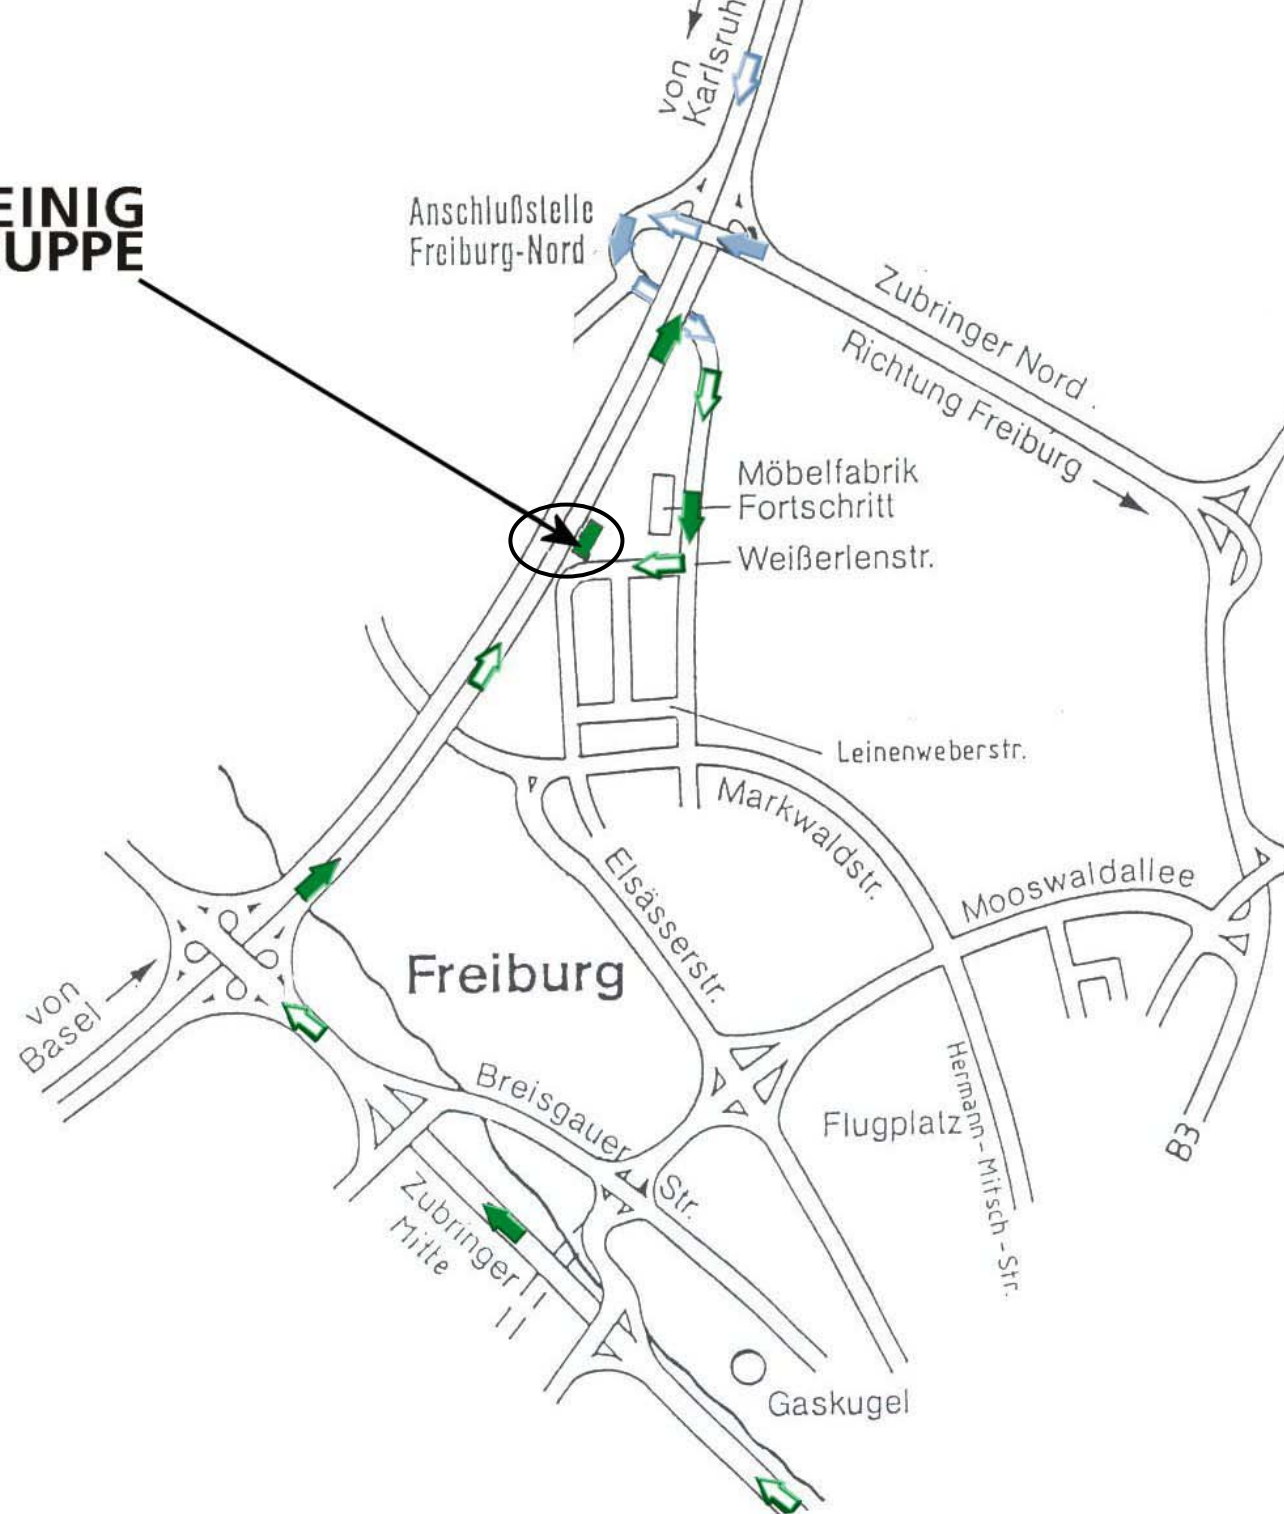 von
Karlsruh
EINIG
UPPE
Anschlußstelle
Freiburg-Nord
Zubringer Nord
Richtung Freiburg
Möbelfabrik
Fortschritt
Weißerlenstr.
Leinenweberstr.
Markwaldstr.
Elsässerstr.
Mooswaldallee
Freiburg
von
Basel
Breisgauer
Str.
Flugplatz
Hermann-Mitsch-Str.
B3
Zubringer
Mitte
Gaskugel